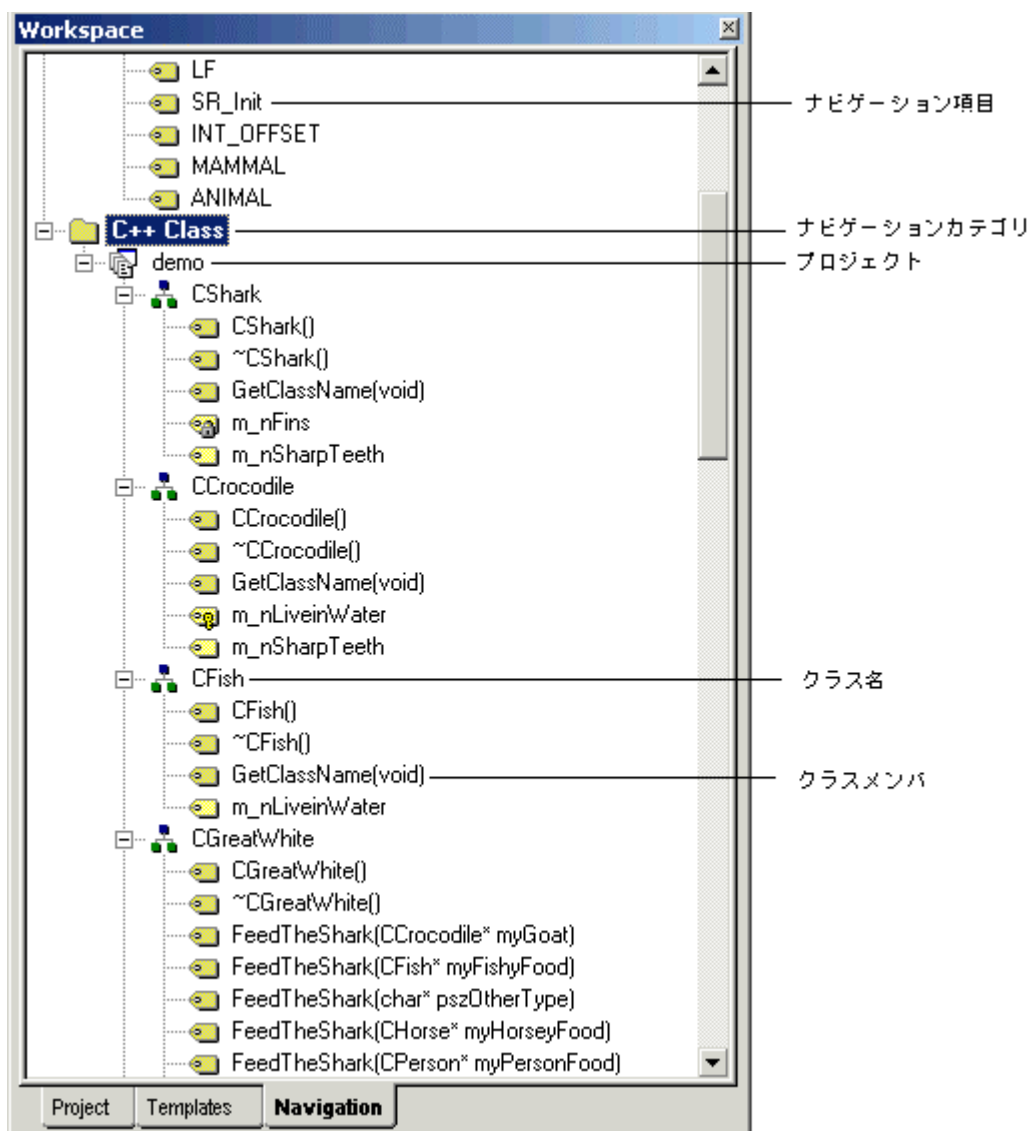 Workspace
LF
SR_Init
ナビゲーション項目
INT_OFFSET
MAMMAL
ANIMAL
C++ Class
ナビゲーションカテゴリ
demo
プロジェクト
CShark
CShark()
~CShark()
GetClassName(void)
m_nFins
m_nSharpTeeth
CCrocodile
CCrocodile()
~CCrocodile()
GetClassName(void)
m_nLiveinWater
m_nSharpTeeth
CFish
クラス名
CFish()
~CFish()
GetClassName(void)
クラスメンバ
m_nLiveinWater
CGreatWhite
CGreatWhite()
~CGreatWhite()
FeedTheShark(CCrocodile* myGoat)
FeedTheShark(CFish* myFishyFood)
FeedTheShark(char* pszOtherType)
FeedTheShark(CHorse* myHorseyFood)
FeedTheShark(CPerson* myPersonFood)
Project Templates Navigation